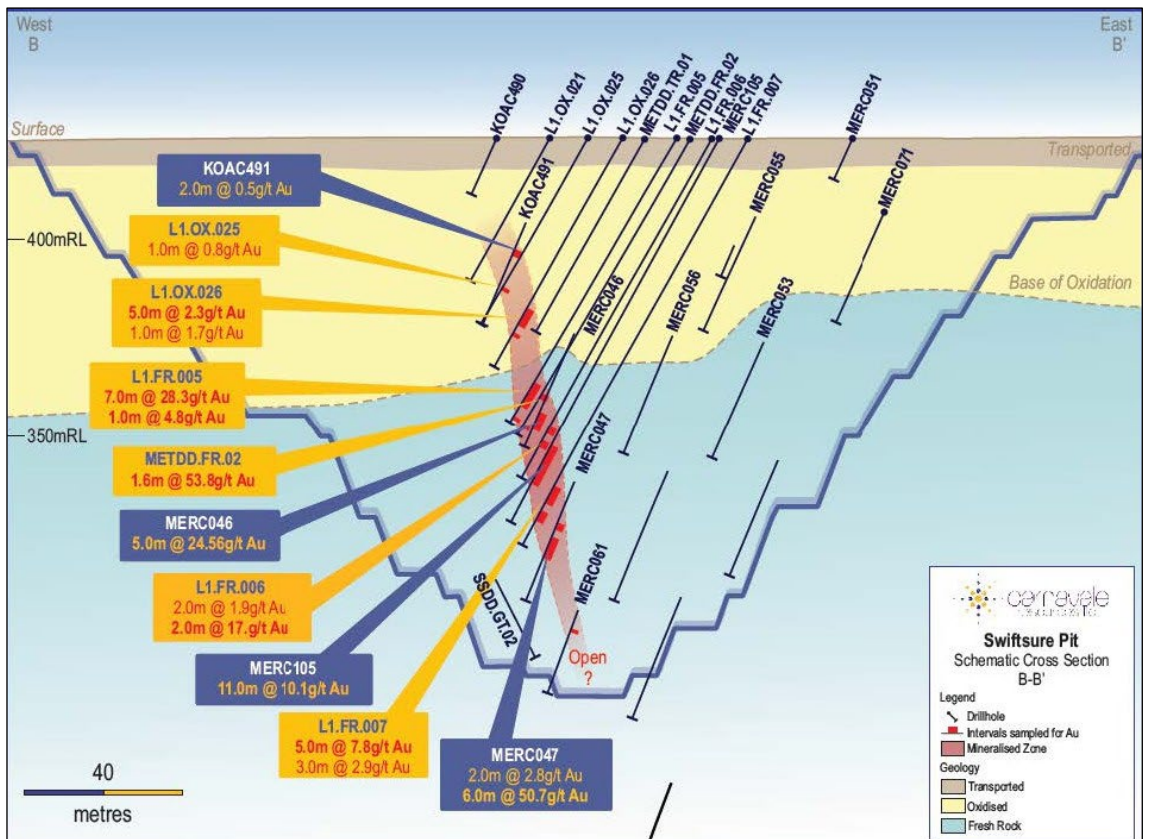 West
B
East
B'
Surface
Transported
KOAC490
L1.OX.021
L1.OX.025
L1.OX.026
METDD.TR.01
L1.FR.005
METDD.FR.02
L1.FR.006
MERC105
L1.FR.007
MERC051
KOAC491
MERC055
MERC071
KOAC491
2.0m @ 0.5g/t Au
L1.OX.025
1.0m @ 0.8g/t Au
400mRL
L1.OX.026
5.0m @ 2.3g/t Au
1.0m @ 1.7g/t Au
MERC046
MERC056
MERC053
Base of Oxidation
L1.FR.005
7.0m @ 28.3g/t Au
1.0m @ 4.8g/t Au
350mRL
MERC047
METDD.FR.02
1.6m @ 53.8g/t Au
MERC046
5.0m @ 24.56g/t Au
L1.FR.006
2.0m @ 1.9g/t Au
2.0m @ 17.g/t Au
SSDD.GT.02
MERC061
MERC105
11.0m @ 10.1g/t Au
Open
?
L1.FR.007
5.0m @ 7.8g/t Au
3.0m @ 2.9g/t Au
MERC047
2.0m @ 2.8g/t Au
6.0m @ 50.7g/t Au
40
metres
Swiftsure Pit
Schematic Cross Section
B-B'
Legend
Drillhole
Intervals sampled for Au
Mineralised Zone
Geology
Transported
Oxidised
Fresh Rock